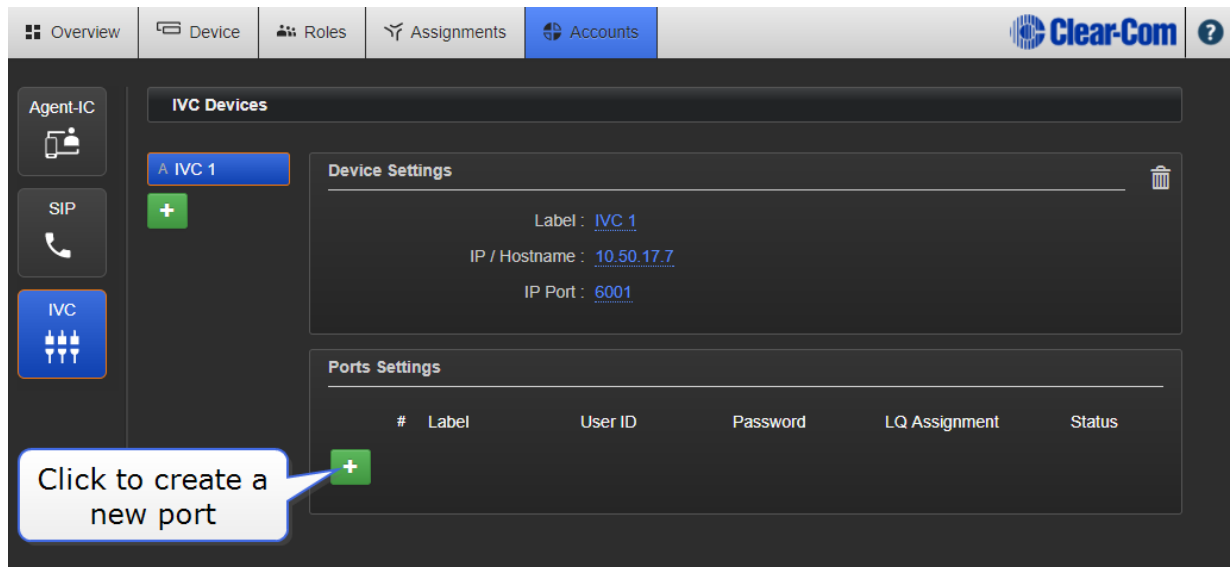 Overview Device Roles Assignments Accounts Clear-Com ?
Agent-IC
IVC Devices
A IVC 1
SIP
IVC
Device Settings
Label : IVC 1
IP / Hostname : 10.50.17.7
IP Port : 6001
Ports Settings
# Label User ID Password LQ Assignment Status
Click to create a
new port